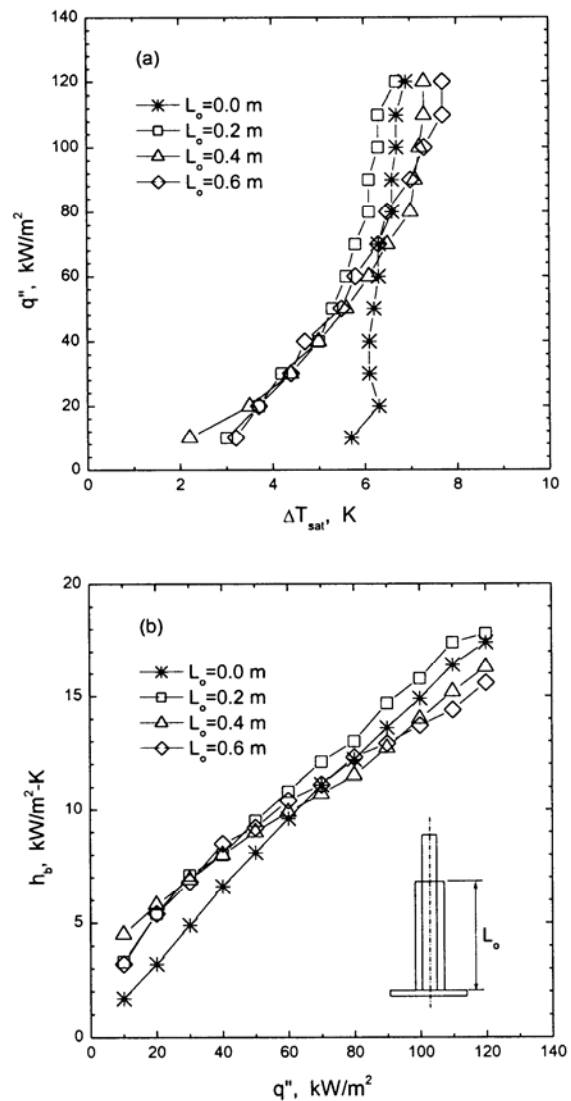 140
120
100
80
60
40
20
0
q", kW/m²
(a)
L₀=0.0 m
L₀=0.2 m
L₀=0.4 m
L₀=0.6 m
0 2 4 6 8 10
ΔT_sat, K
20
15
10
5
0
h_b, kW/m²-K
(b)
L₀=0.0 m
L₀=0.2 m
L₀=0.4 m
L₀=0.6 m
L₀
0 20 40 60 80 100 120 140
q", kW/m²